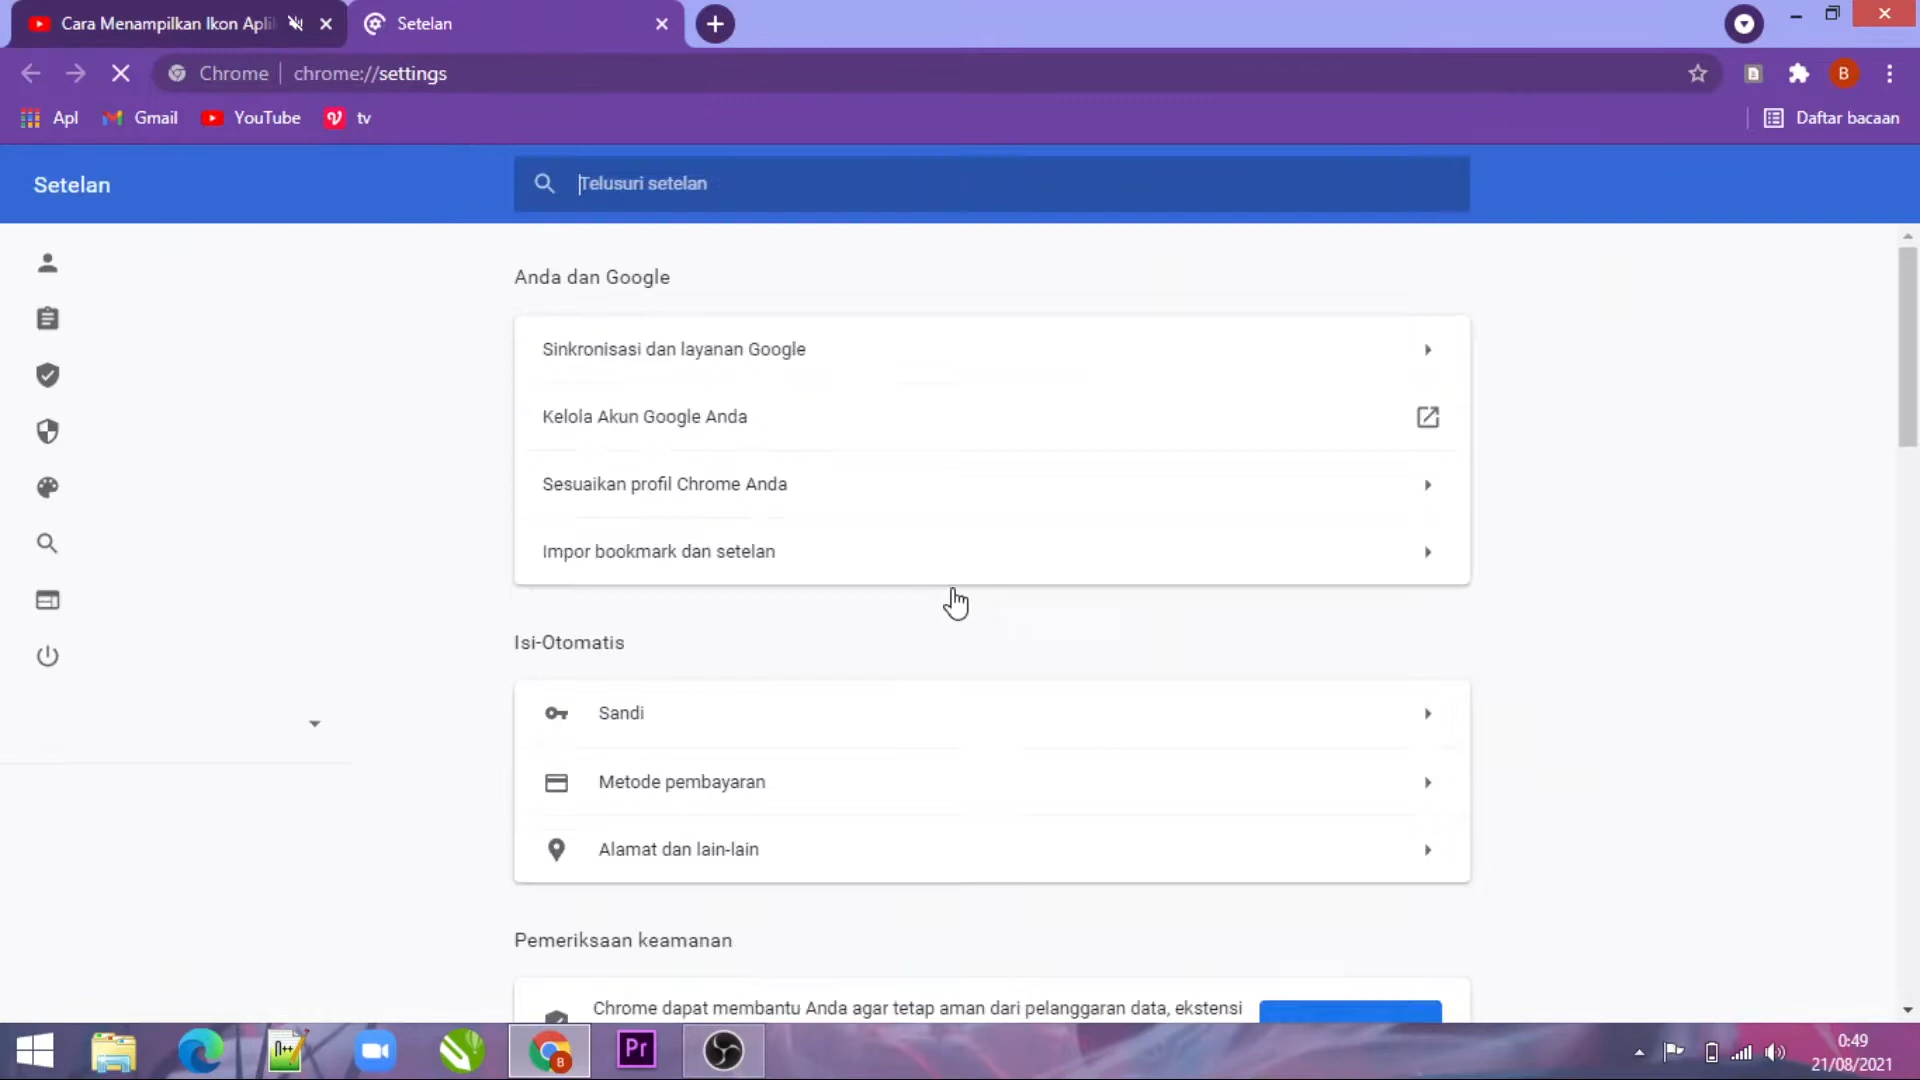 Cara Menampilkan Ikon Apli
Setelan
Chrome
chrome://settings
B
Apl
Gmail
YouTube
tv
Daftar bacaan
Setelan
Telusuri setelan
Anda dan Google
Sinkronisasi dan layanan Google
Kelola Akun Google Anda
Sesuaikan profil Chrome Anda
Impor bookmark dan setelan
Isi-Otomatis
Sandi
Metode pembayaran
Alamat dan lain-lain
Pemeriksaan keamanan
Chrome dapat membantu Anda agar tetap aman dari pelanggaran data, ekstensi
n++
B
Pr
0:49
21/08/2021